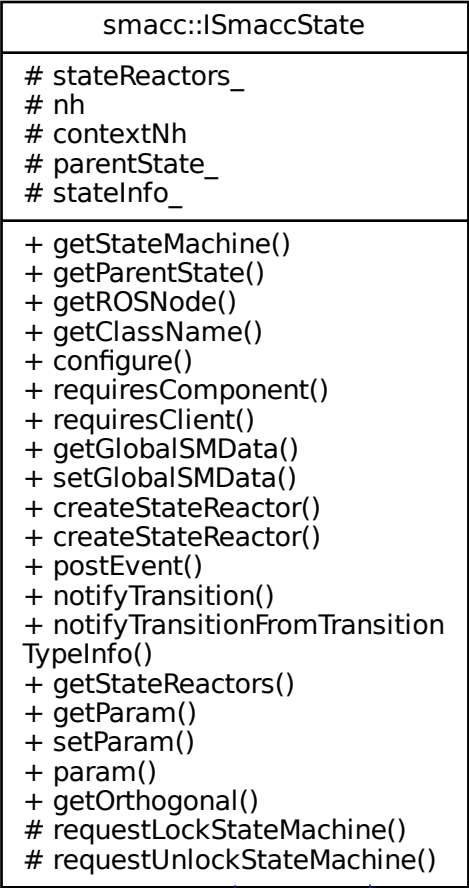 smacc::ISmaccState
# stateReactors_
# nh
# contextNh
# parentState_
# stateInfo_
+ getStateMachine()
+ getParentState()
+ getROSNode()
+ getClassName()
+ configure()
+ requiresComponent()
+ requiresClient()
+ getGlobalSMData()
+ setGlobalSMData()
+ createStateReactor()
+ createStateReactor()
+ postEvent()
+ notifyTransition()
+ notifyTransitionFromTransition
TypeInfo()
+ getStateReactors()
+ getParam()
+ setParam()
+ param()
+ getOrthogonal()
# requestLockStateMachine()
# requestUnlockStateMachine()